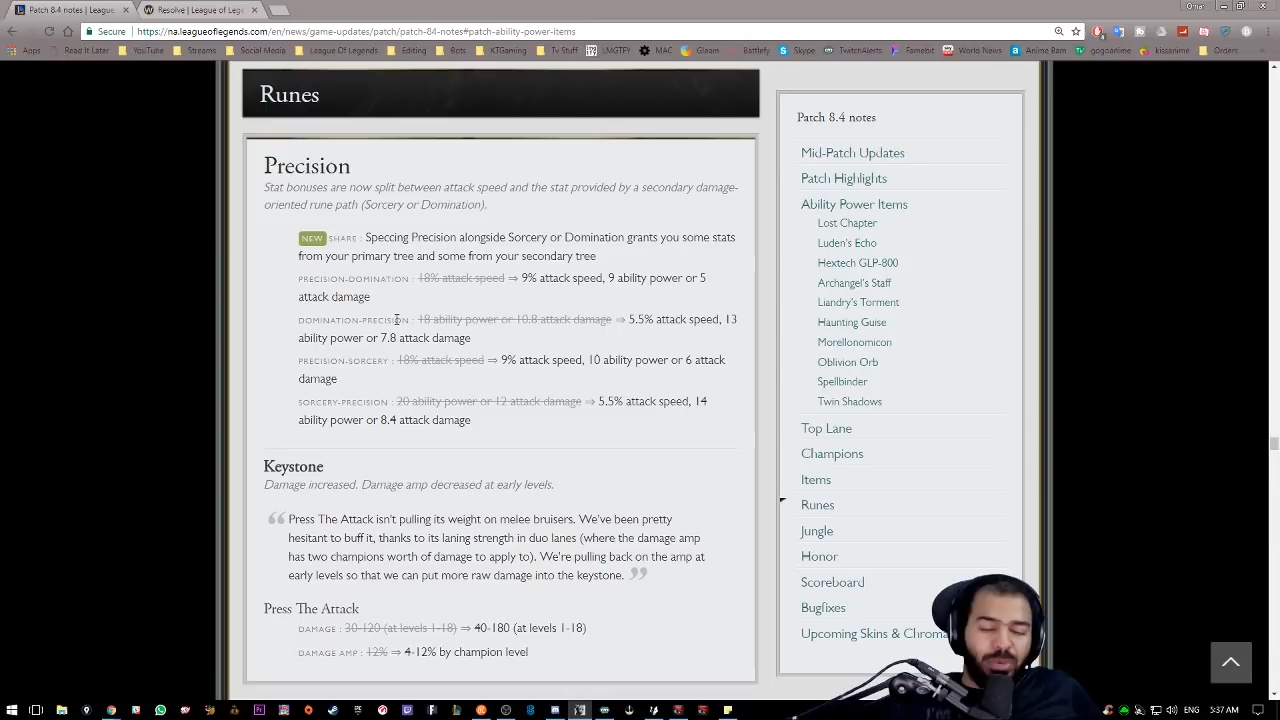 Patch 8.4 notes | League
Resolve | League of Lege
Omar
Secure
https://na.leagueoflegends.com/en/news/game-updates/patch/patch-84-notes#patch-ability-power-items
Apps
Read It Later
YouTube
Streams
Social Media
League Of Legends
Editing
Bots
KTGaming
Tv Stuff
LMGTFY
MAC
Gleam
Battlefy
Skype
TwitchAlerts
Famebit
World News
Anime Bam
gogoanime
kissanime
Orders
Runes
Precision
Stat bonuses are now split between attack speed and the stat provided by a secondary damage-
oriented rune path (Sorcery or Domination).
NEW SHARE : Speccing Precision alongside Sorcery or Domination grants you some stats
from your primary tree and some from your secondary tree
PRECISION-DOMINATION : 18% attack speed ⇒ 9% attack speed, 9 ability power or 5
attack damage
DOMINATION-PRECISION : 18 ability power or 10.8 attack damage ⇒ 5.5% attack speed, 13
ability power or 7.8 attack damage
PRECISION-SORCERY : 18% attack speed ⇒ 9% attack speed, 10 ability power or 6 attack
damage
SORCERY-PRECISION : 20 ability power or 12 attack damage ⇒ 5.5% attack speed, 14
ability power or 8.4 attack damage
Keystone
Damage increased. Damage amp decreased at early levels.
Press The Attack isn't pulling its weight on melee bruisers. We've been pretty
hesitant to buff it, thanks to its laning strength in duo lanes (where the damage amp
has two champions worth of damage to apply to). We're pulling back on the amp at
early levels so that we can put more raw damage into the keystone.
Press The Attack
DAMAGE : 30-120 (at levels 1-18) ⇒ 40-180 (at levels 1-18)
DAMAGE AMP : 12% ⇒ 4-12% by champion level
Patch 8.4 notes
Mid-Patch Updates
Patch Highlights
Ability Power Items
Lost Chapter
Luden's Echo
Hextech GLP-800
Archangel's Staff
Liandry's Torment
Haunting Guise
Morellonomicon
Oblivion Orb
Spellbinder
Twin Shadows
Top Lane
Champions
Items
Runes
Jungle
Honor
Scoreboard
Bugfixes
Upcoming Skins & Chroma
5:37 AM